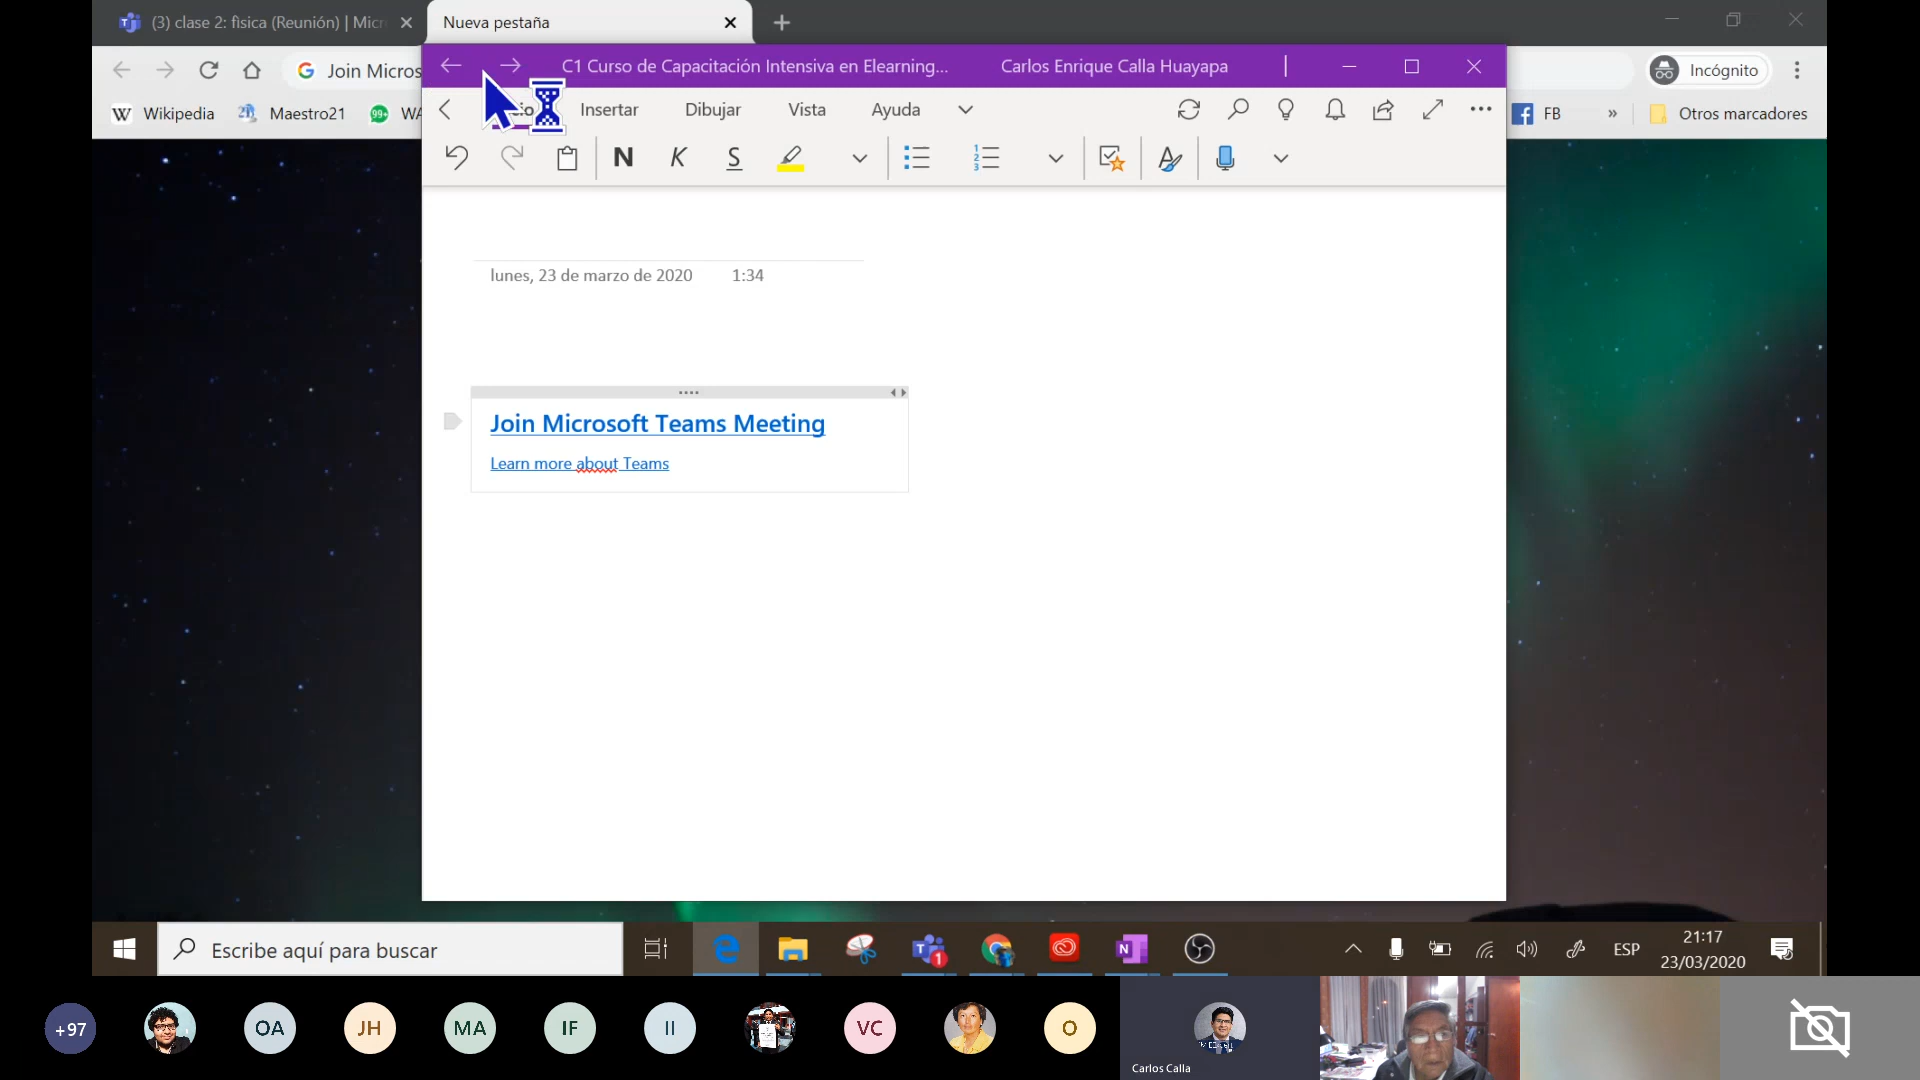 (3) clase 2: física (Reunión) | Micr
Nueva pestaña
Join Micros
C1 Curso de Capacitación Intensiva en Elearning...
Carlos Enrique Calla Huayapa
Incógnito
Wikipedia
Maestro21
99+
WA
Insertar
Dibujar
Vista
Ayuda
FB
»
Otros marcadores
N
K
S
lunes, 23 de marzo de 2020
1:34
Join Microsoft Teams Meeting
Learn more about Teams
Escribe aquí para buscar
1
ESP
21:17
23/03/2020
+97
OA
JH
MA
IF
II
VC
O
Carlos Calla